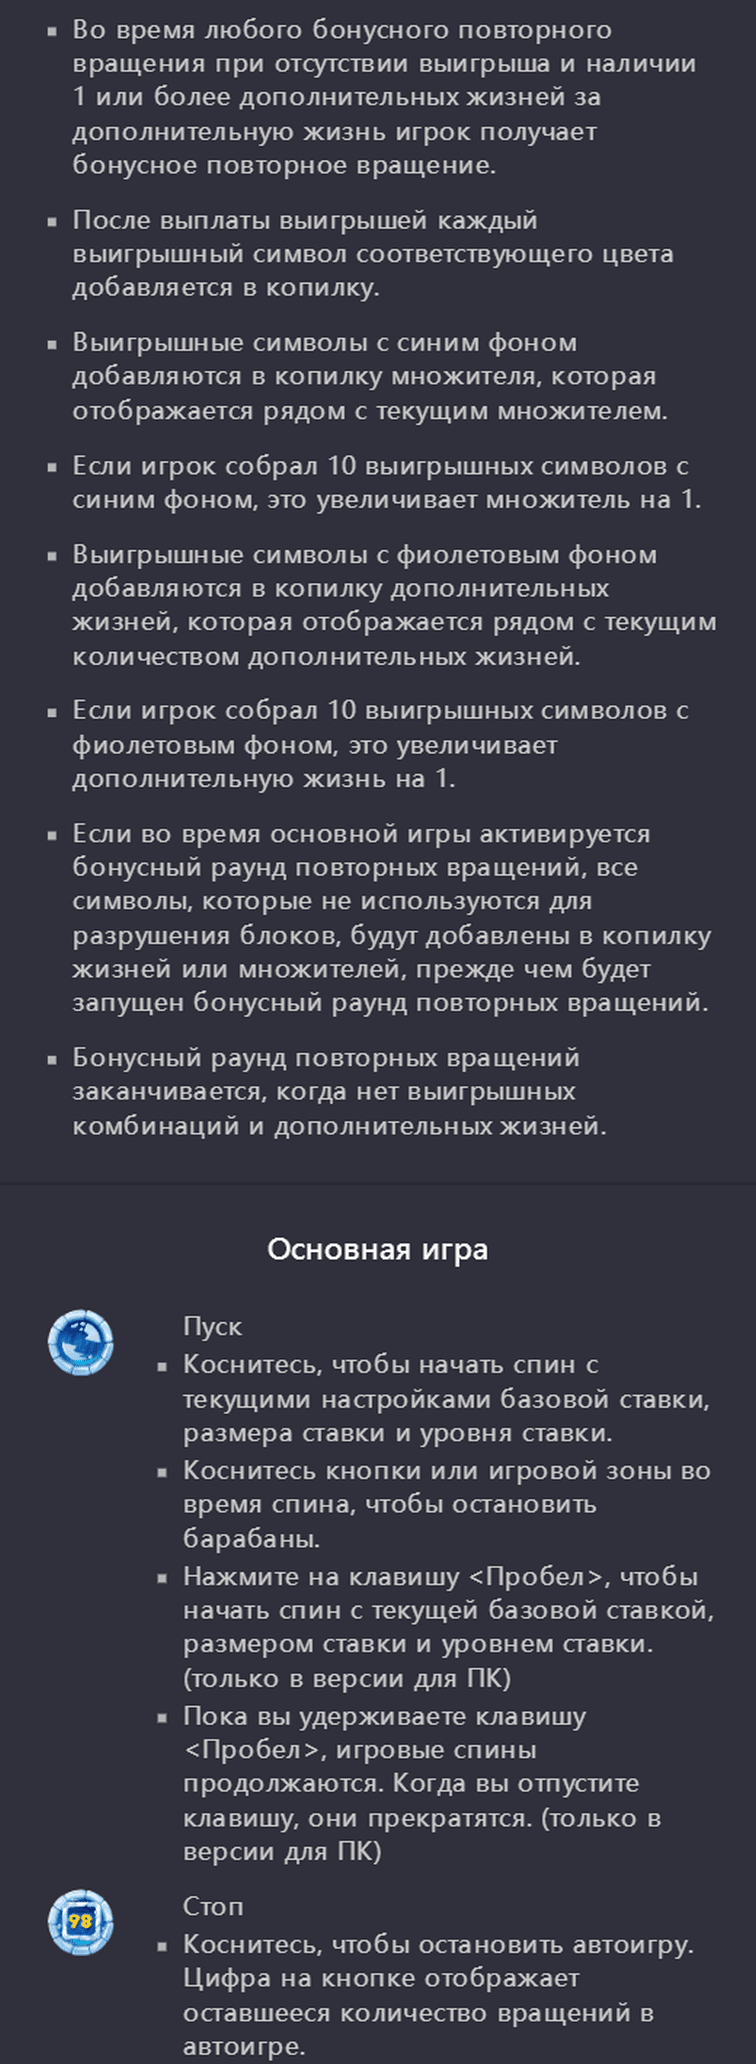 Во время любого бонусного повторного
вращения при отсутствии выигрыша и наличии
1 или более дополнительных жизней за
дополнительную жизнь игрок получает
бонусное повторное вращение.
После выплаты выигрышей каждый
выигрышный символ соответствующего цвета
добавляется в копилку.
Выигрышные символы с синим фоном
добавляются в копилку множителя, которая
отображается рядом с текущим множителем.
Если игрок собрал 10 выигрышных символов с
синим фоном, это увеличивает множитель на 1.
Выигрышные символы с фиолетовым фоном
добавляются в копилку дополнительных
жизней, которая отображается рядом с текущим
количеством дополнительных жизней.
Если игрок собрал 10 выигрышных символов с
фиолетовым фоном, это увеличивает
дополнительную жизнь на 1.
Если во время основной игры активируется
бонусный раунд повторных вращений, все
символы, которые не используются для
разрушения блоков, будут добавлены в копилку
жизней или множителей, прежде чем будет
запущен бонусный раунд повторных вращений.
Бонусный раунд повторных вращений
заканчивается, когда нет выигрышных
комбинаций и дополнительных жизней.
Основная игра
Пуск
Коснитесь, чтобы начать спин с
текущими настройками базовой ставки,
размера ставки и уровня ставки.
Коснитесь кнопки или игровой зоны во
время спина, чтобы остановить
барабаны.
Нажмите на клавишу <Пробел>, чтобы
начать спин с текущей базовой ставкой,
размером ставки и уровнем ставки.
(только в версии для ПК)
Пока вы удерживаете клавишу
<Пробел>, игровые спины
продолжаются. Когда вы отпустите
клавишу, они прекратятся. (только в
версии для ПК)
98
Стоп
Коснитесь, чтобы остановить автоигру.
Цифра на кнопке отображает
оставшееся количество вращений в
автоигре.